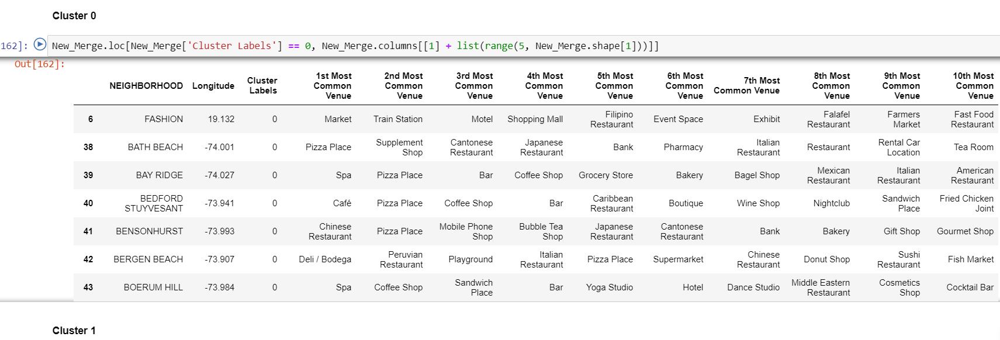 Cluster 0
162]: New_Merge.loc[New_Merge['Cluster Labels'] == 0, New_Merge.columns[[1] + list(range(5, New_Merge.shape[1]))]]
Out[162]:
NEIGHBORHOOD Longitude Cluster Labels 1st Most Common Venue 2nd Most Common Venue 3rd Most Common Venue 4th Most Common Venue 5th Most Common Venue 6th Most Common Venue 7th Most Common Venue 8th Most Common Venue 9th Most Common Venue 10th Most Common Venue
6 FASHION 19.132 0 Market Train Station Motel Shopping Mall Filipino Restaurant Event Space Exhibit Falafel Restaurant Farmers Market Fast Food Restaurant
38 BATH BEACH -74.001 0 Pizza Place Supplement Shop Cantonese Restaurant Japanese Restaurant Bank Pharmacy Italian Restaurant Restaurant Rental Car Location Tea Room
39 BAY RIDGE -74.027 0 Spa Pizza Place Bar Coffee Shop Grocery Store Bakery Bagel Shop Mexican Restaurant Italian Restaurant American Restaurant
40 BEDFORD STUYVESANT -73.941 0 Café Pizza Place Coffee Shop Bar Caribbean Restaurant Boutique Wine Shop Nightclub Sandwich Place Fried Chicken Joint
41 BENSONHURST -73.993 0 Chinese Restaurant Pizza Place Mobile Phone Shop Bubble Tea Shop Japanese Restaurant Cantonese Restaurant Bank Bakery Gift Shop Gourmet Shop
42 BERGEN BEACH -73.907 0 Deli / Bodega Peruvian Restaurant Playground Italian Restaurant Pizza Place Supermarket Chinese Restaurant Donut Shop Sushi Restaurant Fish Market
43 BOERUM HILL -73.984 0 Spa Coffee Shop Sandwich Place Bar Yoga Studio Hotel Dance Studio Middle Eastern Restaurant Cosmetics Shop Cocktail Bar
Cluster 1